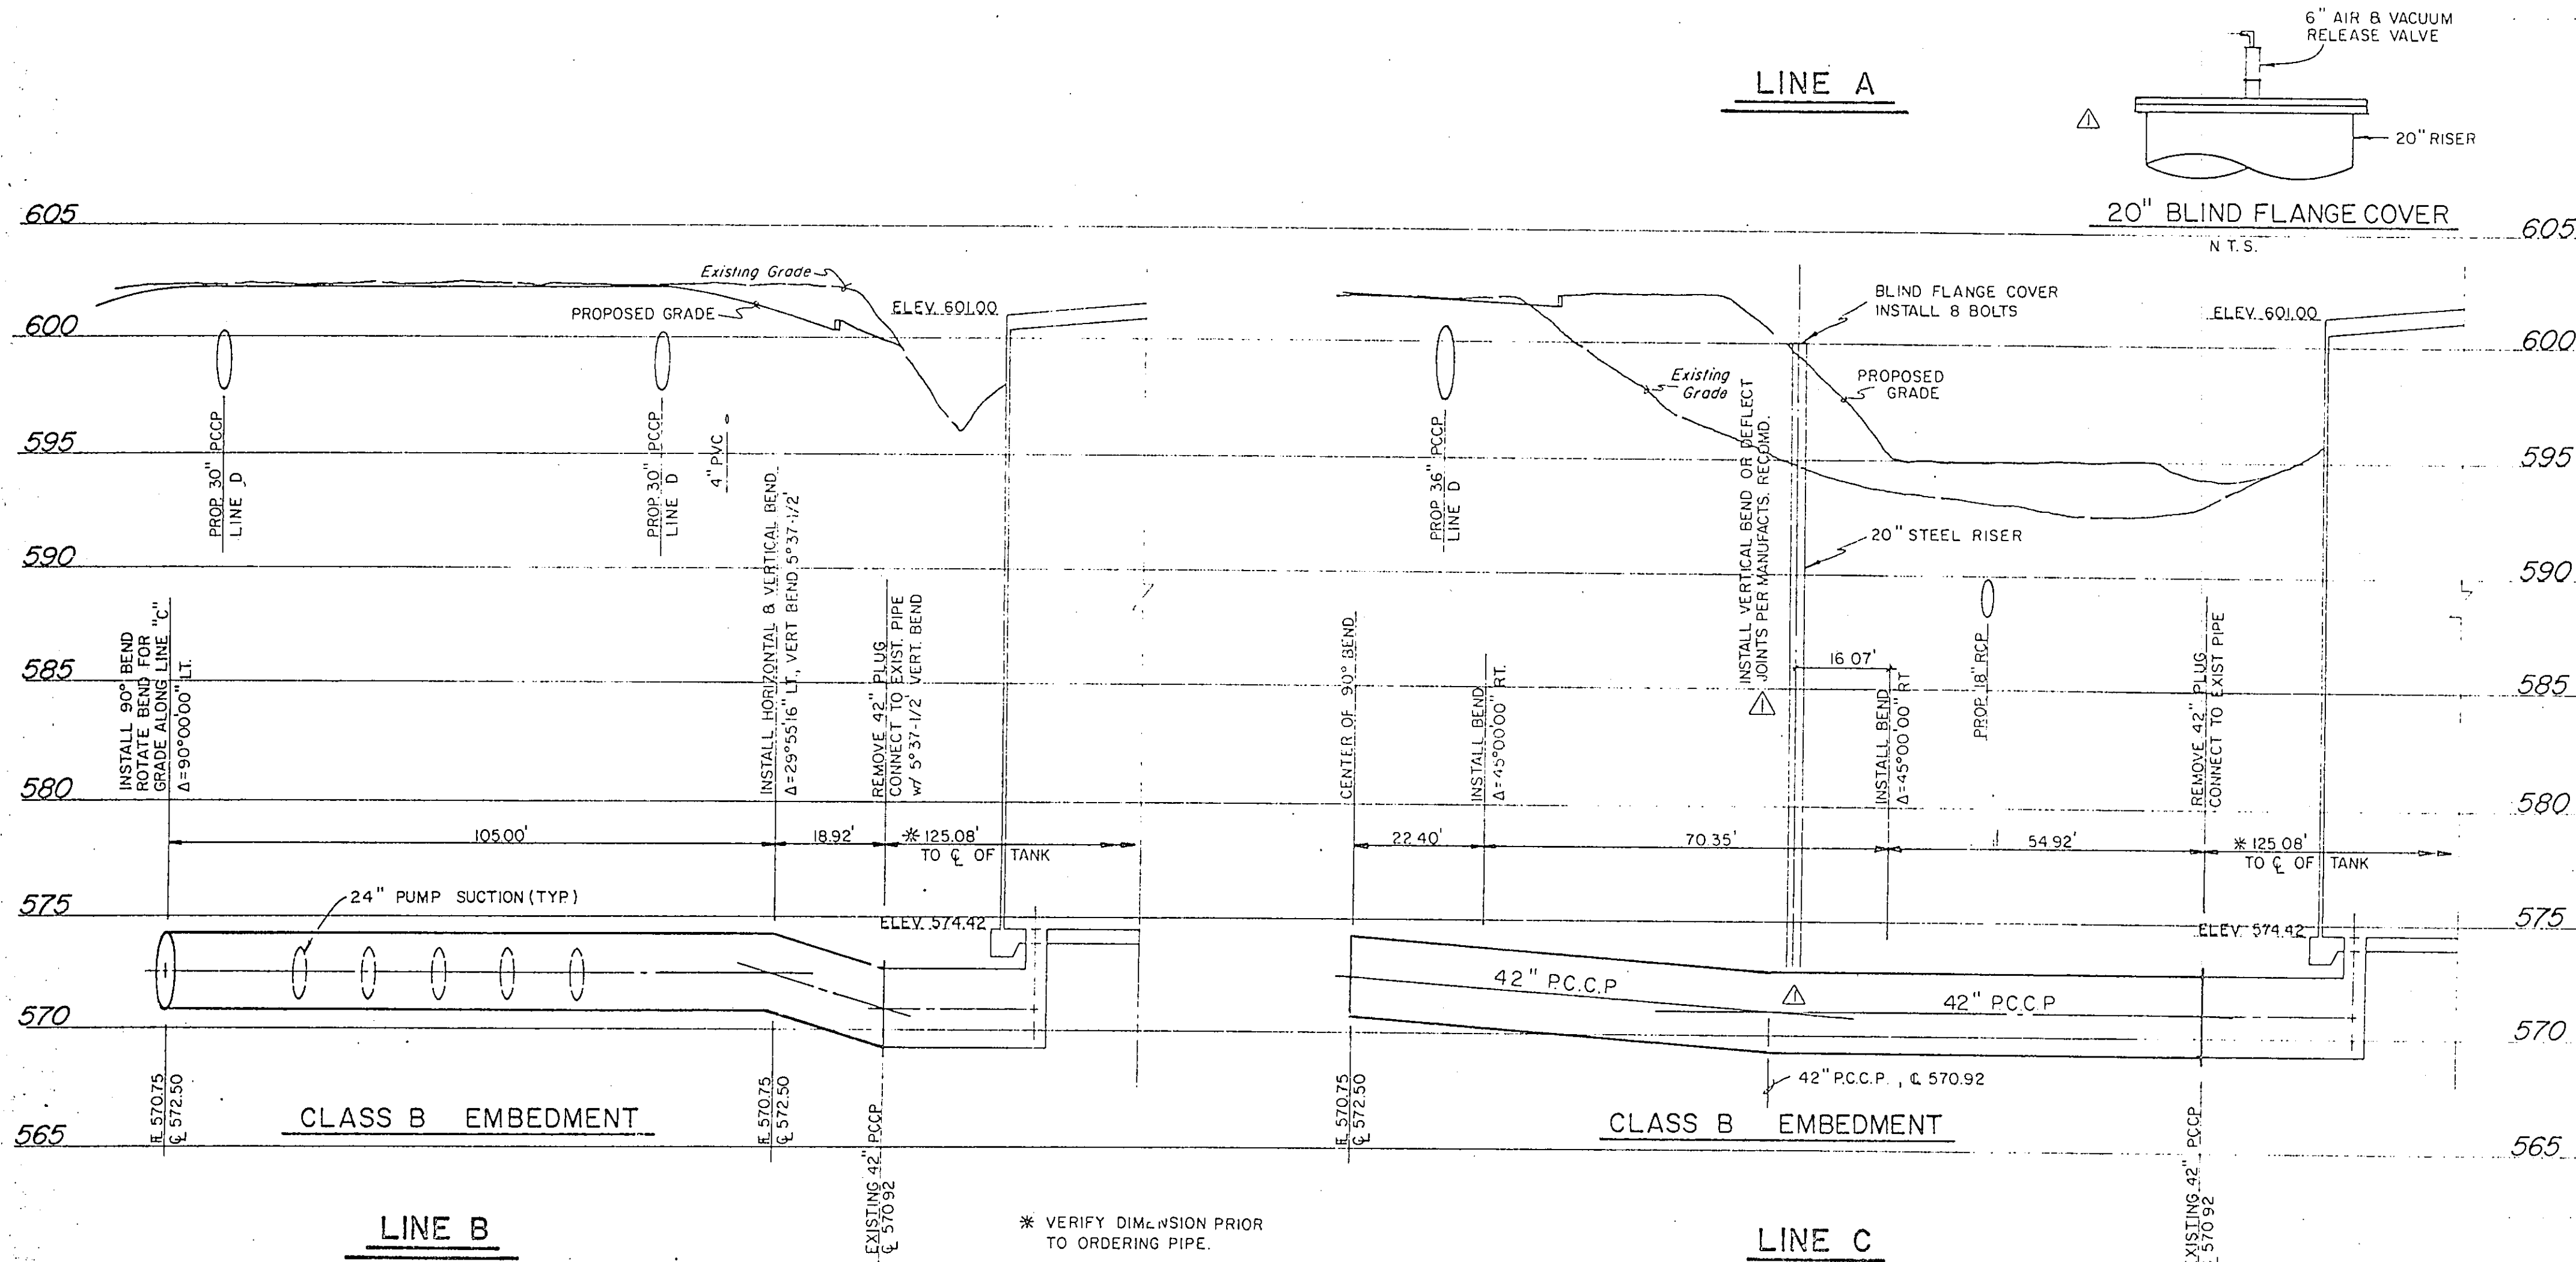 6" AIR & VACUUM
RELEASE VALVE
LINE A
1
20" RISER
20" BLIND FLANGE COVER
N.T.S.
605
605
Existing Grade
PROPOSED GRADE
ELEV. 601.00
BLIND FLANGE COVER
INSTALL 8 BOLTS
ELEV. 601.00
600
600
Existing
Grade
PROPOSED
GRADE
PROP. 30" PCCP
LINE D
PROP. 30" PCCP
LINE D
4" PVC
PROP. 36" PCCP
LINE D
595
595
INSTALL VERTICAL BEND OR DEFLECT
JOINTS PER MANUFACTS. RECOMD.
1
20" STEEL RISER
590
590
INSTALL 90° BEND
ROTATE BEND FOR
GRADE ALONG LINE "C"
Δ=90°00'00" LT.
INSTALL HORIZONTAL & VERTICAL BEND
Δ=29°55'16" LT., VERT BEND 5°37-1/2'
REMOVE 42" PLUG
CONNECT TO EXIST. PIPE
w/ 5°37-1/2' VERT. BEND
CENTER OF 90° BEND
INSTALL BEND
Δ=45°00'00" RT.
16.07'
INSTALL BEND
Δ=45°00'00" RT
PROP. 18" RCP
REMOVE 42" PLUG
CONNECT TO EXIST PIPE
585
585
580
580
105.00'
18.92'
* 125.08'
TO ℄ OF TANK
22.40'
70.35'
54.92'
* 125.08'
TO ℄ OF TANK
24" PUMP SUCTION (TYP.)
575
575
ELEV. 574.42
ELEV. 574.42
42" P.C.C.P
1
42" P.C.C.P
570
570
42" P.C.C.P. , ℄ 570.92
FL 570.75
℄ 572.50
CLASS B EMBEDMENT
FL 570.75
℄ 572.50
EXISTING 42" PCCP
℄ 570.92
FL 570.75
℄ 572.50
CLASS B EMBEDMENT
EXISTING 42" PCCP
570.92
565
565
LINE B
* VERIFY DIMENSION PRIOR
TO ORDERING PIPE.
LINE C